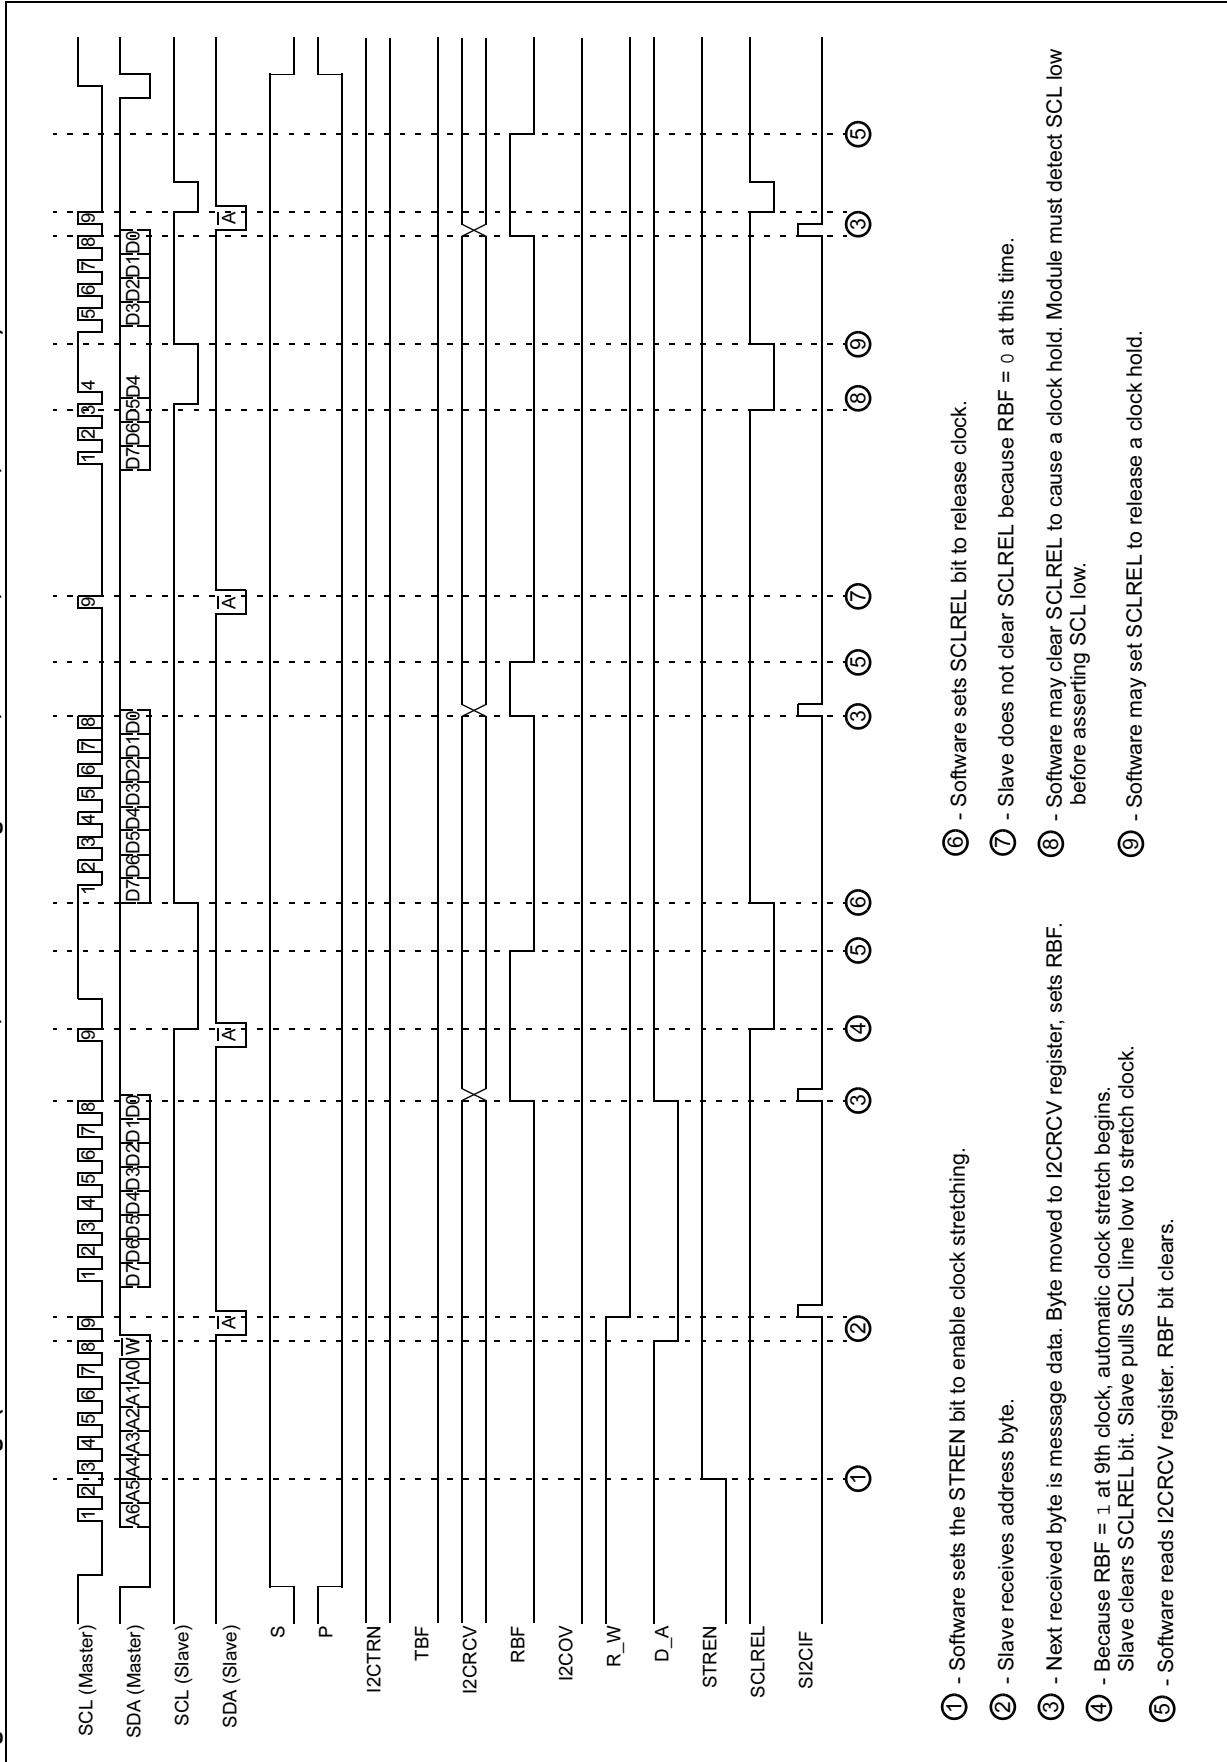 SCL (Master)
1 2 3 4 5 6 7 8 9 1 2 3 4 5 6 7 8 9 1 2 3 4 5 6 7 8 9 1 2 3 4 5 6 7 8 9
SDA (Master)
A6 A5 A4 A3 A2 A1 A0 W D7 D6 D5 D4 D3 D2 D1 D0 D7 D6 D5 D4 D3 D2 D1 D0 D7 D6 D5 D4 D3 D2 D1 D0
SCL (Slave)
SDA (Slave)
A A A A
S
P
I2CTRN
TBF
I2CRCV
RBF
I2COV
R_W
D_A
STREN
SCLREL
SI2CIF
1 2 3 4 5 6 3 5 7 8 9 3 5
1 - Software sets the STREN bit to enable clock stretching.
2 - Slave receives address byte.
3 - Next received byte is message data. Byte moved to I2CRCV register, sets RBF.
4 - Because RBF = 1 at 9th clock, automatic clock stretch begins.
Slave clears SCLREL bit. Slave pulls SCL line low to stretch clock.
5 - Software reads I2CRCV register. RBF bit clears.
6 - Software sets SCLREL bit to release clock.
7 - Slave does not clear SCLREL because RBF = 0 at this time.
8 - Software may clear SCLREL to cause a clock hold. Module must detect SCL low
before asserting SCL low.
9 - Software may set SCLREL to release a clock hold.